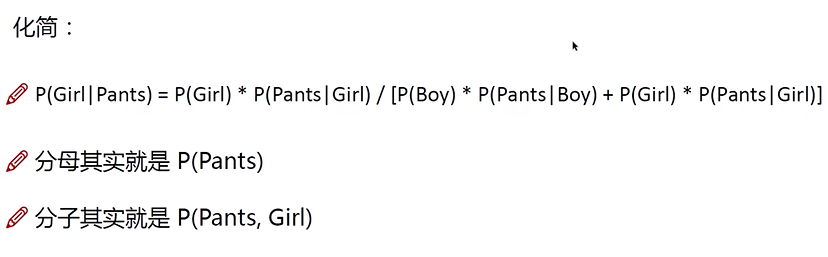 化简：
P(Girl|Pants) = P(Girl) * P(Pants|Girl) / [P(Boy) * P(Pants|Boy) + P(Girl) * P(Pants|Girl)]
分母其实就是 P(Pants)
分子其实就是 P(Pants, Girl)